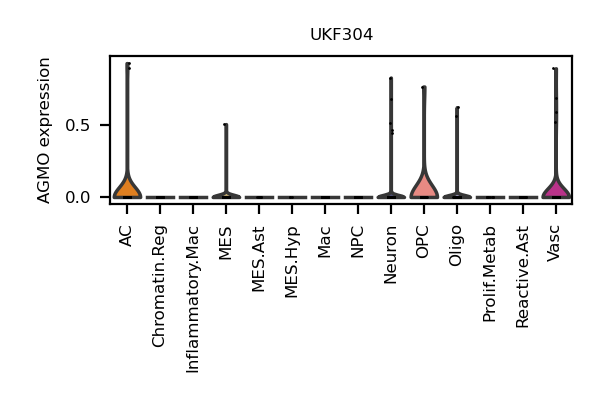 UKF304
AGMO expression
0.5
0.0
AC
Chromatin.Reg
Inflammatory.Mac
MES
MES.Ast
MES.Hyp
Mac
NPC
Neuron
OPC
Oligo
Prolif.Metab
Reactive.Ast
Vasc